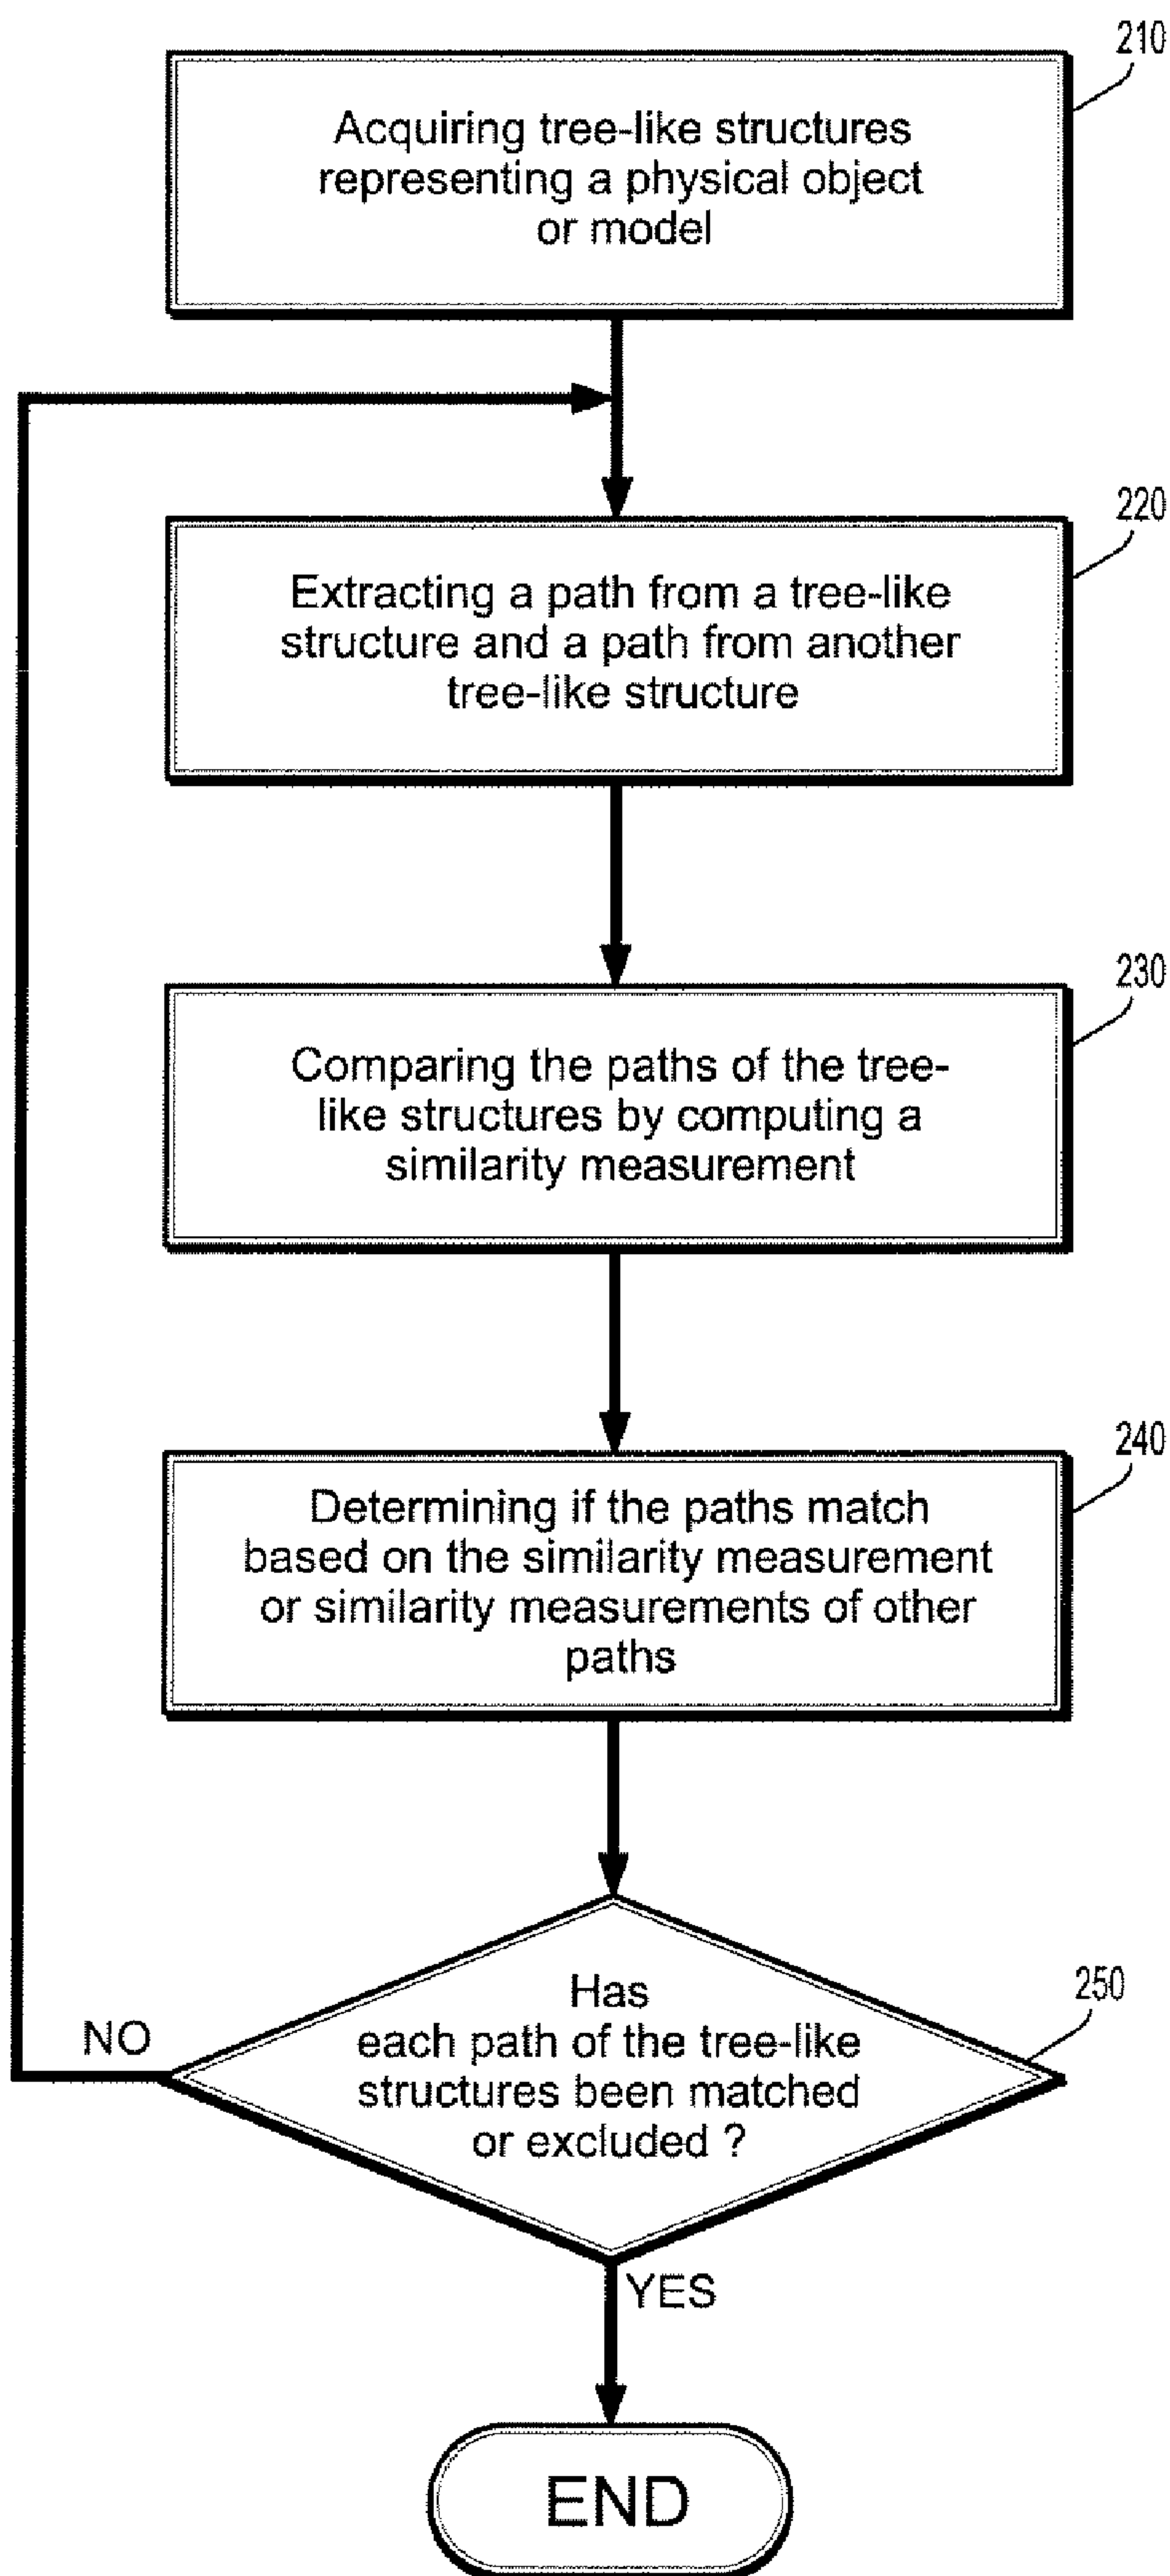 210
Acquiring tree-like structures
representing a physical object
or model
220
Extracting a path from a tree-like
structure and a path from another
tree-like structure
230
Comparing the paths of the tree-
like structures by computing a
similarity measurement
240
Determining if the paths match
based on the similarity measurement
or similarity measurements of other
paths
250
Has
each path of the tree-like
structures been matched
or excluded ?
NO
YES
END